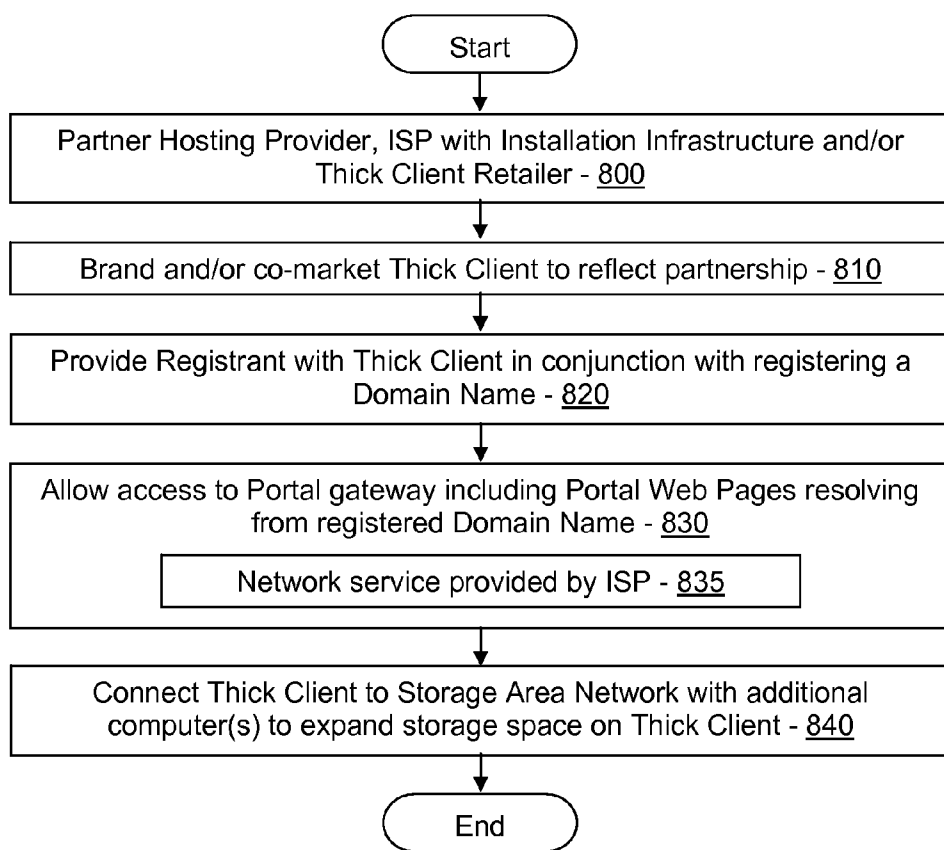 Start
Partner Hosting Provider, ISP with Installation Infrastructure and/or
Thick Client Retailer - 800
Brand and/or co-market Thick Client to reflect partnership - 810
Provide Registrant with Thick Client in conjunction with registering a
Domain Name - 820
Allow access to Portal gateway including Portal Web Pages resolving
from registered Domain Name - 830
Network service provided by ISP - 835
Connect Thick Client to Storage Area Network with additional
computer(s) to expand storage space on Thick Client - 840
End